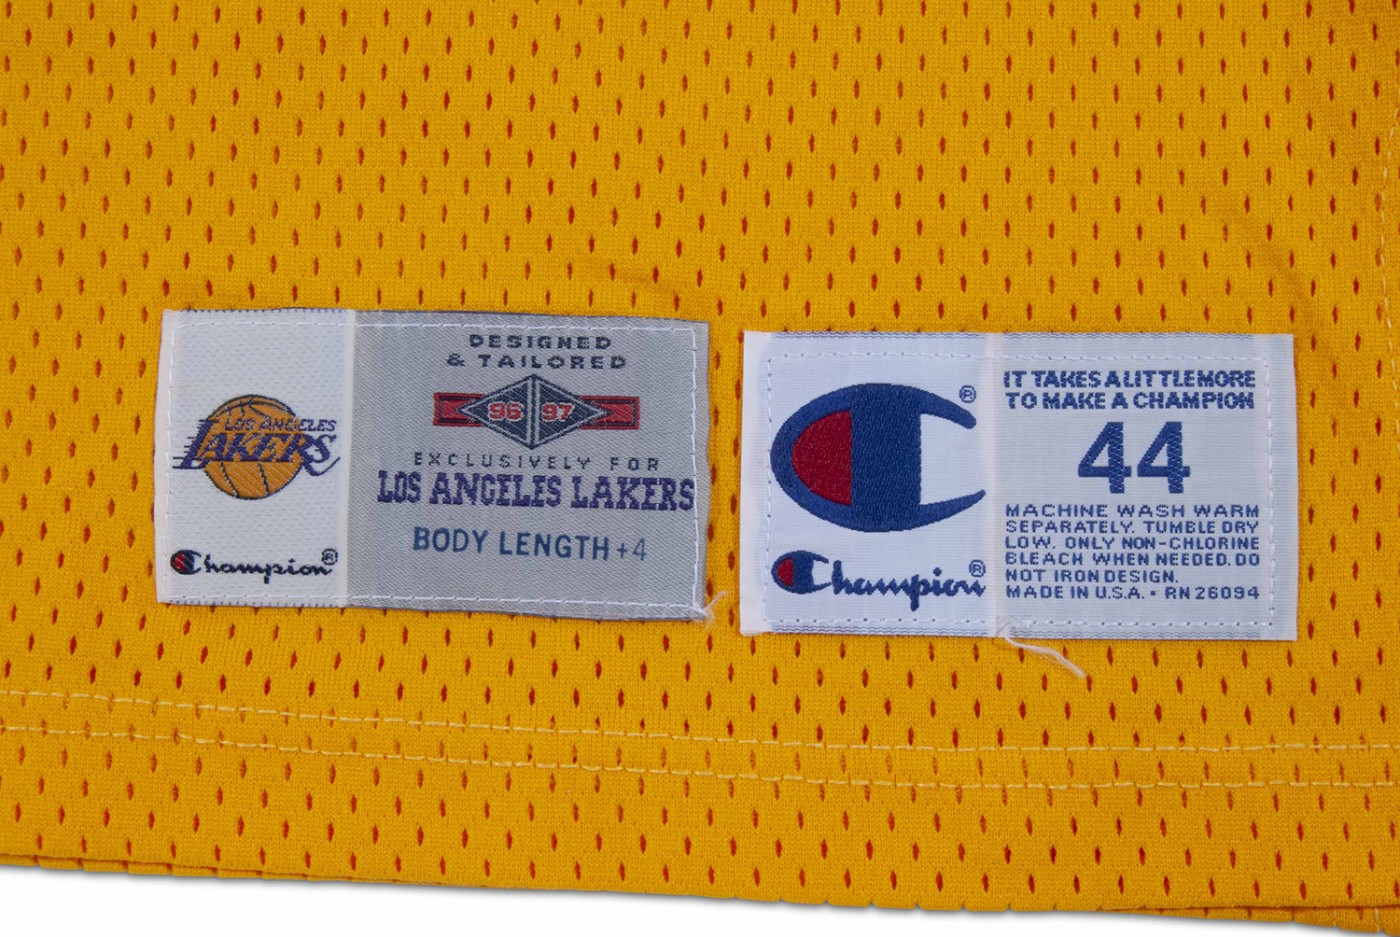 LOS ANGELES
LAKERS
Champion®
DESIGNED
& TAILORED
96 97
EXCLUSIVELY FOR
LOS ANGELES LAKERS
BODY LENGTH +4
®
Champion®
IT TAKES A LITTLE MORE
TO MAKE A CHAMPION
44
MACHINE WASH WARM
SEPARATELY. TUMBLE DRY
LOW. ONLY NON-CHLORINE
BLEACH WHEN NEEDED. DO
NOT IRON DESIGN.
MADE IN U.S.A. • RN 26094